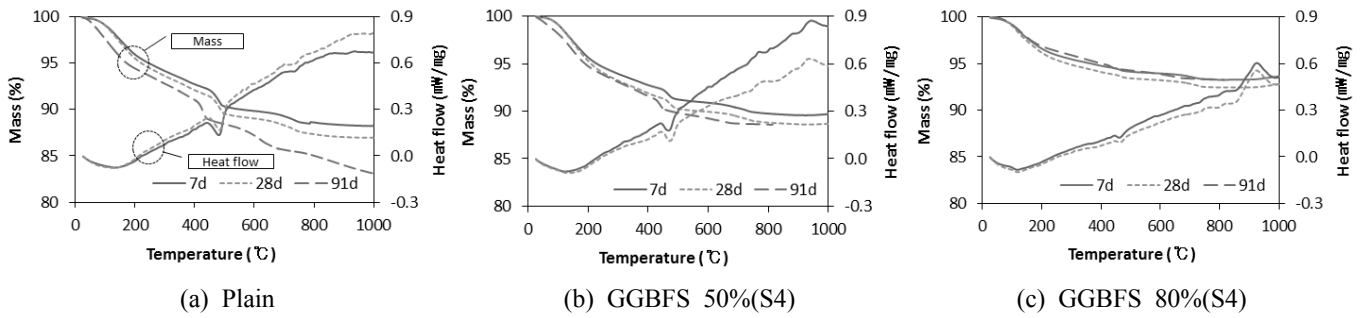 100
95
90
85
80
Mass (%)
0.9
0.6
0.3
0.0
-0.3
Heat flow (㎽/mg)
Mass
Heat flow
7d 28d 91d
0 200 400 600 800 1000
Temperature (℃)
(a) Plain
100
95
90
85
80
Mass (%)
0.9
0.6
0.3
0.0
-0.3
Heat flow (㎽/mg)
7d 28d 91d
0 200 400 600 800 1000
Temperature (℃)
(b) GGBFS 50%(S4)
100
95
90
85
80
Mass (%)
0.9
0.6
0.3
0.0
-0.3
Heat flow (㎽/mg)
7d 28d 91d
0 200 400 600 800 1000
Temperature (℃)
(c) GGBFS 80%(S4)